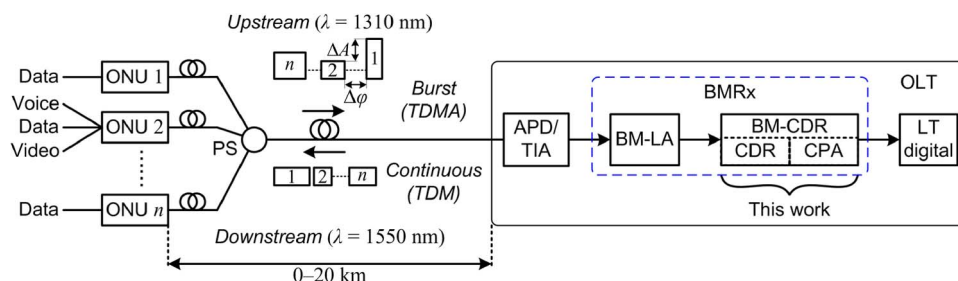 Upstream (λ = 1310 nm)
n
2
1
ΔA
Δφ
Burst
(TDMA)
Data
ONU 1
Voice
Data
Video
ONU 2
PS
Data
ONU n
1
2
n
Continuous
(TDM)
Downstream (λ = 1550 nm)
0–20 km
OLT
BMRx
APD/
TIA
BM-LA
BM-CDR
CDR
CPA
LT
digital
This work